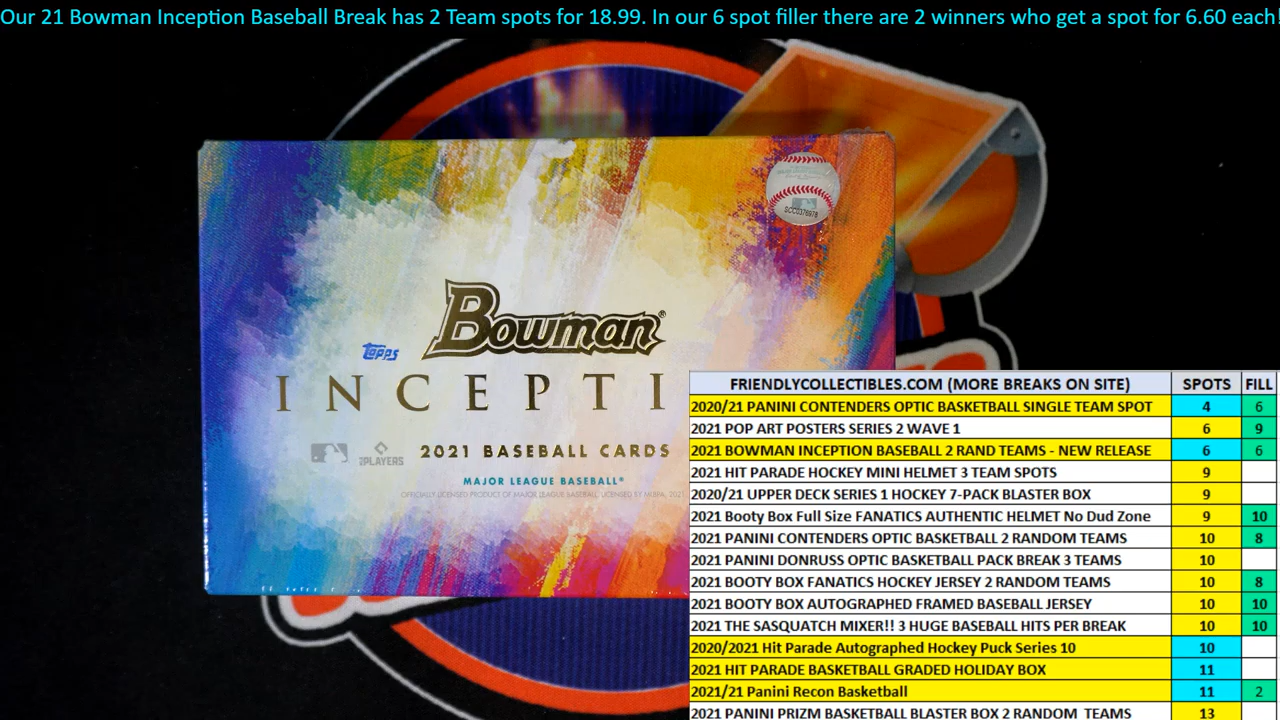 Our 21 Bowman Inception Baseball Break has 2 Team spots for 18.99. In our 6 spot filler there are 2 winners who get a spot for 6.60 each!
SCC0376978
Bowman®
Topps
INCEPTI
PLAYERS
2021 BASEBALL CARDS
MAJOR LEAGUE BASEBALL®
FRIENDLYCOLLECTIBLES.COM (MORE BREAKS ON SITE) SPOTS FILL
2020/21 PANINI CONTENDERS OPTIC BASKETBALL SINGLE TEAM SPOT 4 6
2021 POP ART POSTERS SERIES 2 WAVE 1 6 9
2021 BOWMAN INCEPTION BASEBALL 2 RAND TEAMS - NEW RELEASE 6 6
2021 HIT PARADE HOCKEY MINI HELMET 3 TEAM SPOTS 9
2020/21 UPPER DECK SERIES 1 HOCKEY 7-PACK BLASTER BOX 9
2021 Booty Box Full Size FANATICS AUTHENTIC HELMET No Dud Zone 9 10
2021 PANINI CONTENDERS OPTIC BASKETBALL 2 RANDOM TEAMS 10 8
2021 PANINI DONRUSS OPTIC BASKETBALL PACK BREAK 3 TEAMS 10
2021 BOOTY BOX FANATICS HOCKEY JERSEY 2 RANDOM TEAMS 10 8
2021 BOOTY BOX AUTOGRAPHED FRAMED BASEBALL JERSEY 10 10
2021 THE SASQUATCH MIXER!! 3 HUGE BASEBALL HITS PER BREAK 10 10
2020/2021 Hit Parade Autographed Hockey Puck Series 10 10
2021 HIT PARADE BASKETBALL GRADED HOLIDAY BOX 11
2021/21 Panini Recon Basketball 11 2
2021 PANINI PRIZM BASKETBALL BLASTER BOX 2 RANDOM TEAMS 13